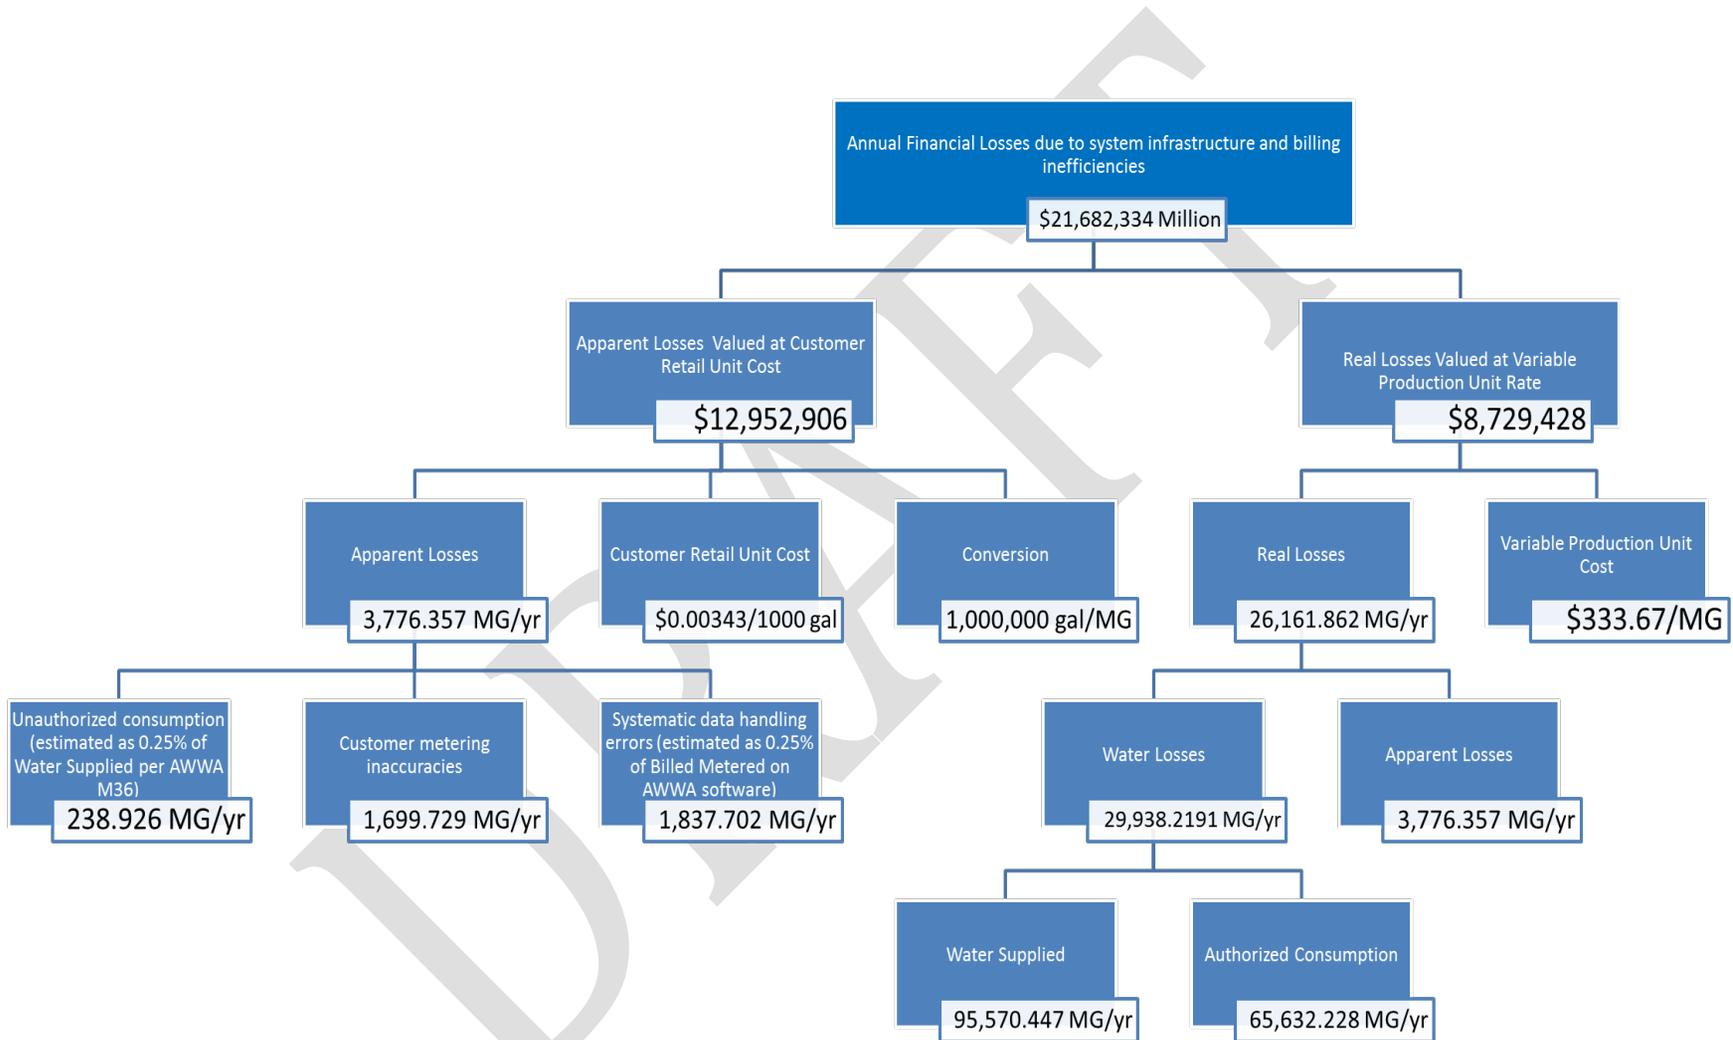 Annual Financial Losses due to system infrastructure and billing
inefficiencies
$21,682,334 Million
Apparent Losses Valued at Customer
Retail Unit Cost
$12,952,906
Real Losses Valued at Variable
Production Unit Rate
$8,729,428
Apparent Losses
3,776.357 MG/yr
Customer Retail Unit Cost
$0.00343/1000 gal
Conversion
1,000,000 gal/MG
Real Losses
26,161.862 MG/yr
Variable Production Unit
Cost
$333.67/MG
Unauthorized consumption
(estimated as 0.25% of
Water Supplied per AWWA
M36)
238.926 MG/yr
Customer metering
inaccuracies
1,699.729 MG/yr
Systematic data handling
errors (estimated as 0.25%
of Billed Metered on
AWWA software)
1,837.702 MG/yr
Water Losses
29,938.2191 MG/yr
Apparent Losses
3,776.357 MG/yr
Water Supplied
95,570.447 MG/yr
Authorized Consumption
65,632.228 MG/yr
DRAFT